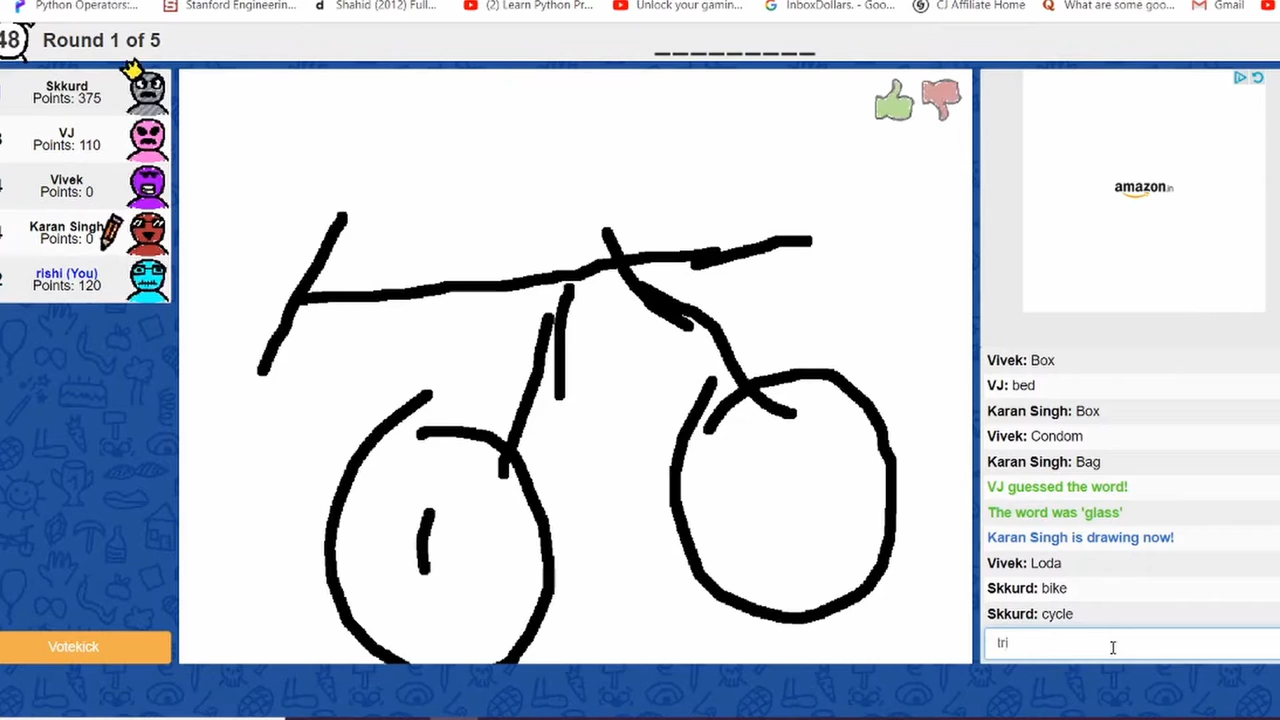 Python Operators:...
Stanford Engineerin...
Shahid (2012) Full...
(2) Learn Python Pr...
Unlock your gamin...
InboxDollars. - Goo...
CJ Affiliate Home
What are some goo...
Gmail
48
Round 1 of 5
_ _ _ _ _ _ _ _ _
Skkurd
Points: 375
VJ
Points: 110
Vivek
Points: 0
Karan Singh
Points: 0
rishi (You)
Points: 120
amazon.in
Vivek: Box
VJ: bed
Karan Singh: Box
Vivek: Condom
Karan Singh: Bag
VJ guessed the word!
The word was 'glass'
Karan Singh is drawing now!
Vivek: Loda
Skkurd: bike
Skkurd: cycle
tri
Votekick